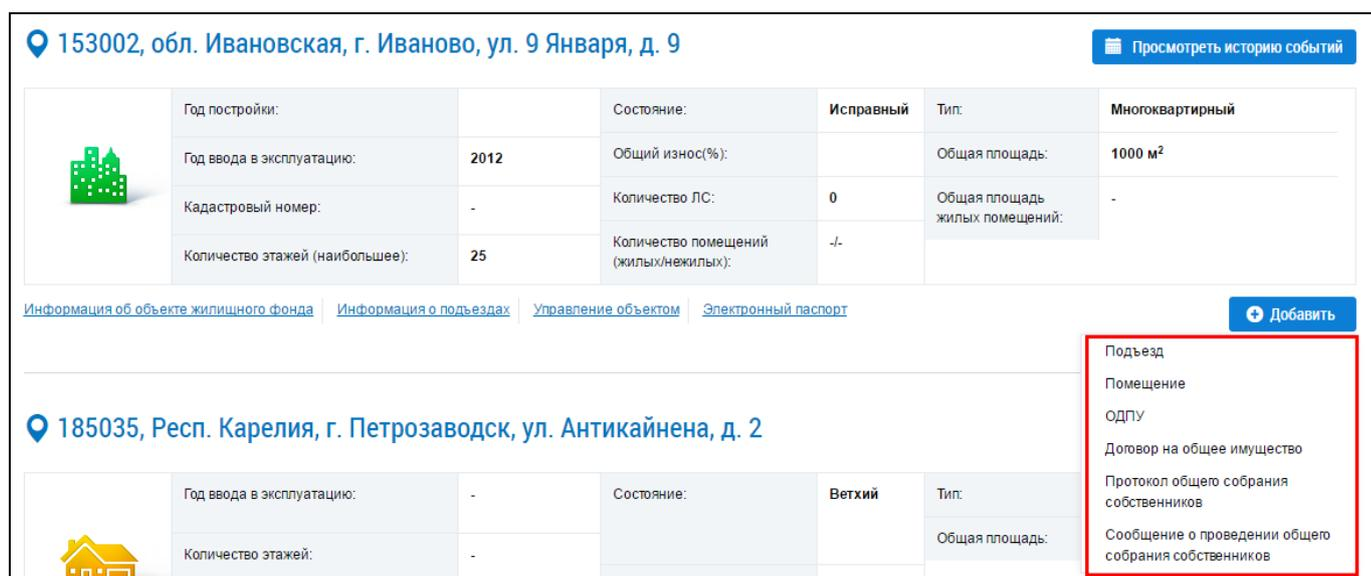 153002, обл. Ивановская, г. Иваново, ул. 9 Января, д. 9
Просмотреть историю событий
Год постройки:
Состояние:
Исправный
Тип:
Многоквартирный
Год ввода в эксплуатацию:
2012
Общий износ(%):
Общая площадь:
1000 м²
Кадастровый номер:
-
Количество ЛС:
0
Общая площадь
жилых помещений:
-
Количество этажей (наибольшее):
25
Количество помещений
(жилых/нежилых):
-/-
Информация об объекте жилищного фонда
Информация о подъездах
Управление объектом
Электронный паспорт
Добавить
Подъезд
Помещение
ОДПУ
Договор на общее имущество
Протокол общего собрания
собственников
Сообщение о проведении общего
собрания собственников
185035, Респ. Карелия, г. Петрозаводск, ул. Антикайнена, д. 2
Год ввода в эксплуатацию:
-
Состояние:
Ветхий
Тип:
Общая площадь:
Количество этажей:
-